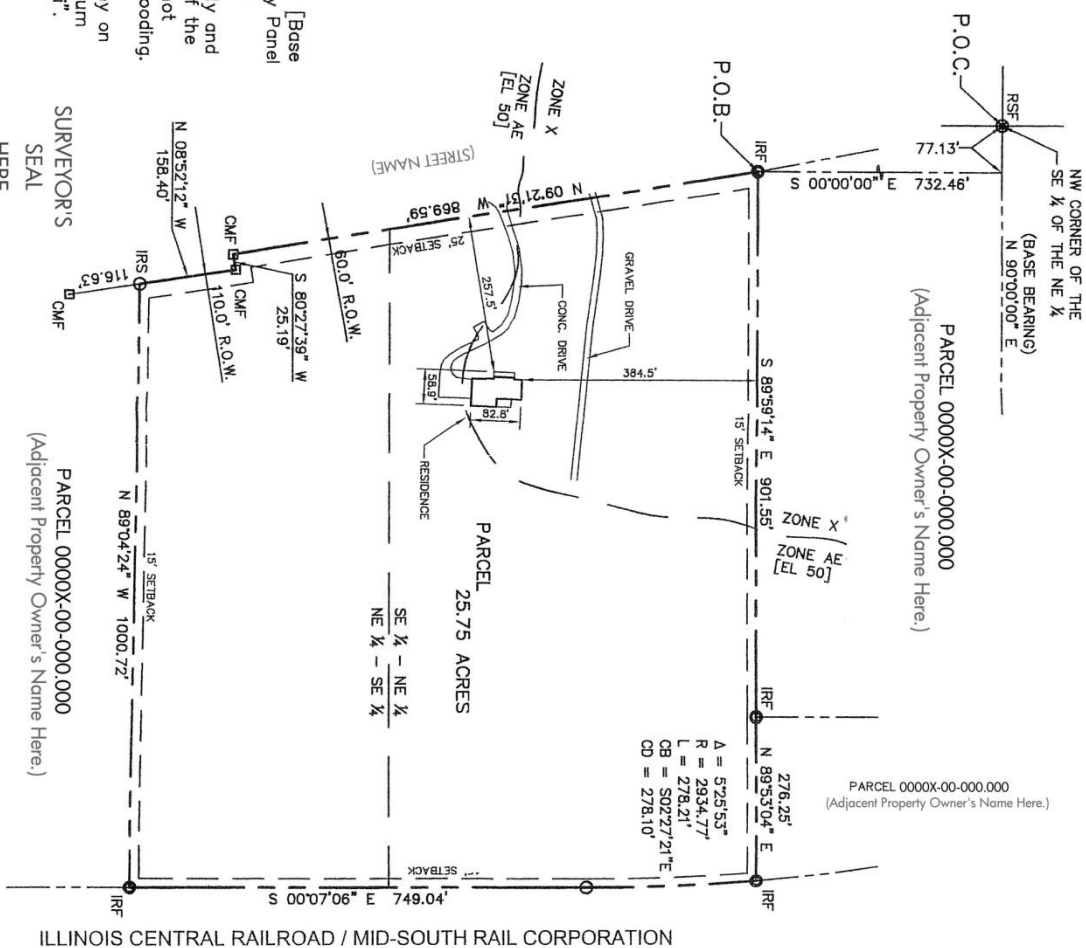 NW CORNER OF THE
SE ¼ OF THE NE ¼
RSF
P.O.C.
(BASE BEARING)
N 90°00'00" E
77.13'
S 00°00'00" E 732.46'
IRF
P.O.B.
PARCEL 0000X-00-000.000
(Adjacent Property Owner's Name Here.)
S 89°59'14" E 901.55'
15' SETBACK
IRF
276.25'
N 89°53'04" E
IRF
PARCEL 0000X-00-000.000
(Adjacent Property Owner's Name Here.)
Δ = 5°25'53"
R = 2934.77'
L = 278.21'
CB = S02°27'21"E
CD = 278.10'
ZONE X
ZONE AE
[EL 50]
ZONE X
ZONE AE
[EL 50]
(STREET NAME)
N 09°21'31" W
869.59'
25' SETBACK
GRAVEL DRIVE
CONC. DRIVE
384.5'
257.5'
58.9'
82.8'
RESIDENCE
PARCEL
25.75 ACRES
SE ¼ - NE ¼
NE ¼ - SE ¼
60.0' R.O.W.
S 80°27'39" W
25.19'
CMF
CMF
110.0' R.O.W.
N 08°52'12" W
158.40'
IRS
116.63'
CMF
15' SETBACK
N 89°04'24" W 1000.72'
IRF
SETBACK
S 00°07'06" E 749.04'
PARCEL 0000X-00-000.000
(Adjacent Property Owner's Name Here.)
ILLINOIS CENTRAL RAILROAD / MID-SOUTH RAIL CORPORATION
[Base
Panel
and
the
ooding.
on
SURVEYOR'S
SEAL
HERE